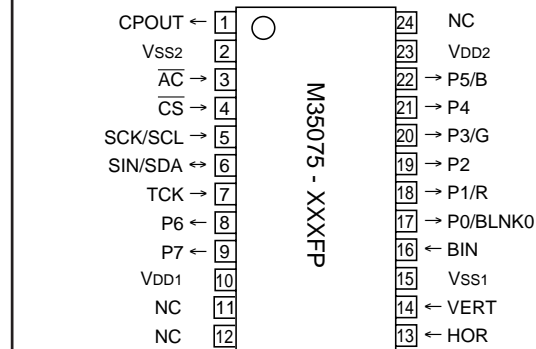 CPOUT ← 1 24 NC
VSS2 2 23 VDD2
A̅C̅ → 3 22 → P5/B
C̅S̅ → 4 21 → P4
SCK/SCL → 5 20 → P3/G
SIN/SDA ↔ 6 19 → P2
TCK → 7 18 → P1/R
P6 ← 8 17 → P0/BLNK0
P7 ← 9 16 ← BIN
VDD1 10 15 VSS1
NC 11 14 ← VERT
NC 12 13 ← HOR
M35075 - XXXFP